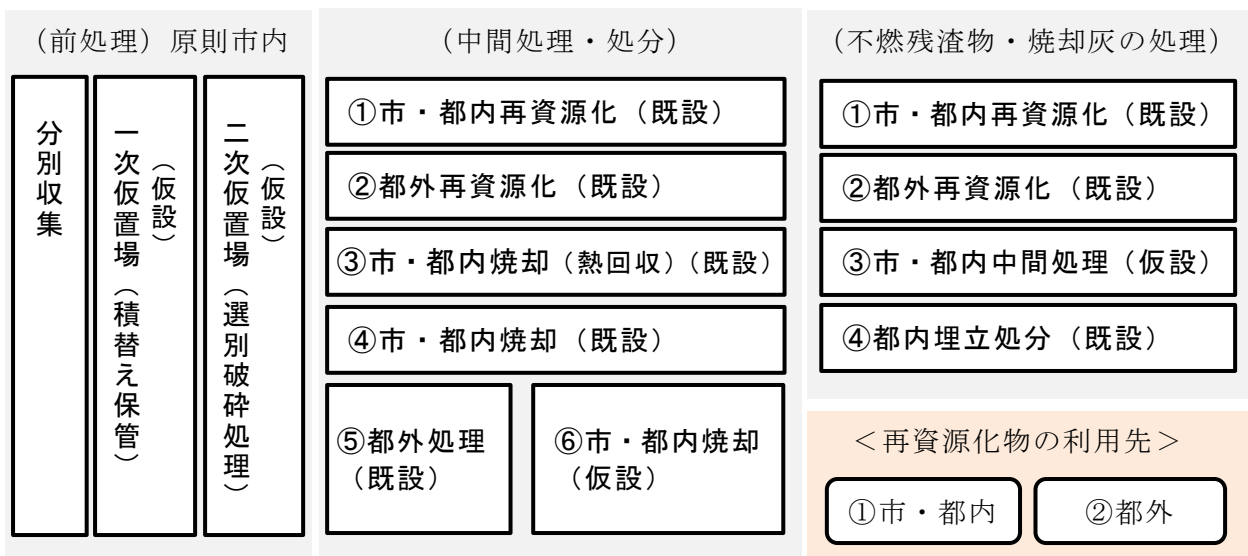 （前処理）原則市内
分別収集
一次仮置場（積替え保管）
（仮設）
二次仮置場（選別破砕処理）
（仮設）
（中間処理・処分）
①市・都内再資源化（既設）
②都外再資源化（既設）
③市・都内焼却（熱回収）（既設）
④市・都内焼却（既設）
⑤都外処理
（既設）
⑥市・都内焼却
（仮設）
（不燃残渣物・焼却灰の処理）
①市・都内再資源化（既設）
②都外再資源化（既設）
③市・都内中間処理（仮設）
④都内埋立処分（既設）
＜再資源化物の利用先＞
①市・都内
②都外